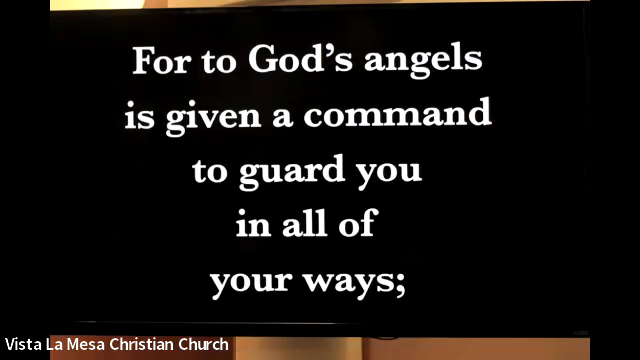 For to God's angels
is given a command
to guard you
in all of
your ways;
Vista La Mesa Christian Church